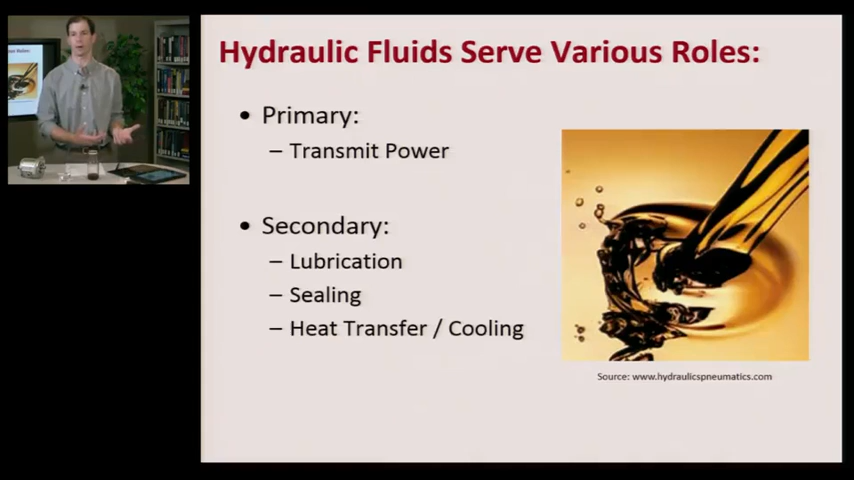 Hydraulic Fluids Serve Various Roles:
• Primary:
– Transmit Power
• Secondary:
– Lubrication
– Sealing
– Heat Transfer / Cooling
Source: www.hydraulicspneumatics.com